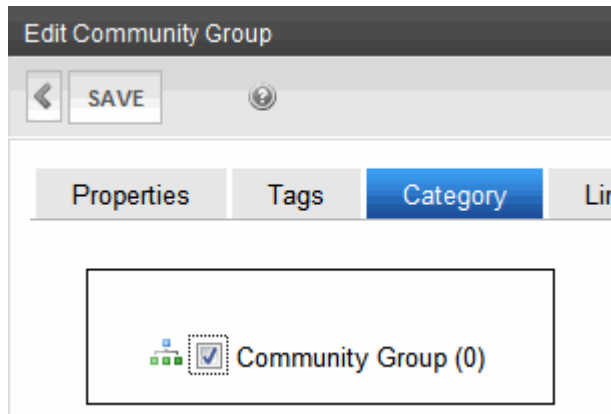 Edit Community Group
SAVE
Properties Tags Category
Community Group (0)